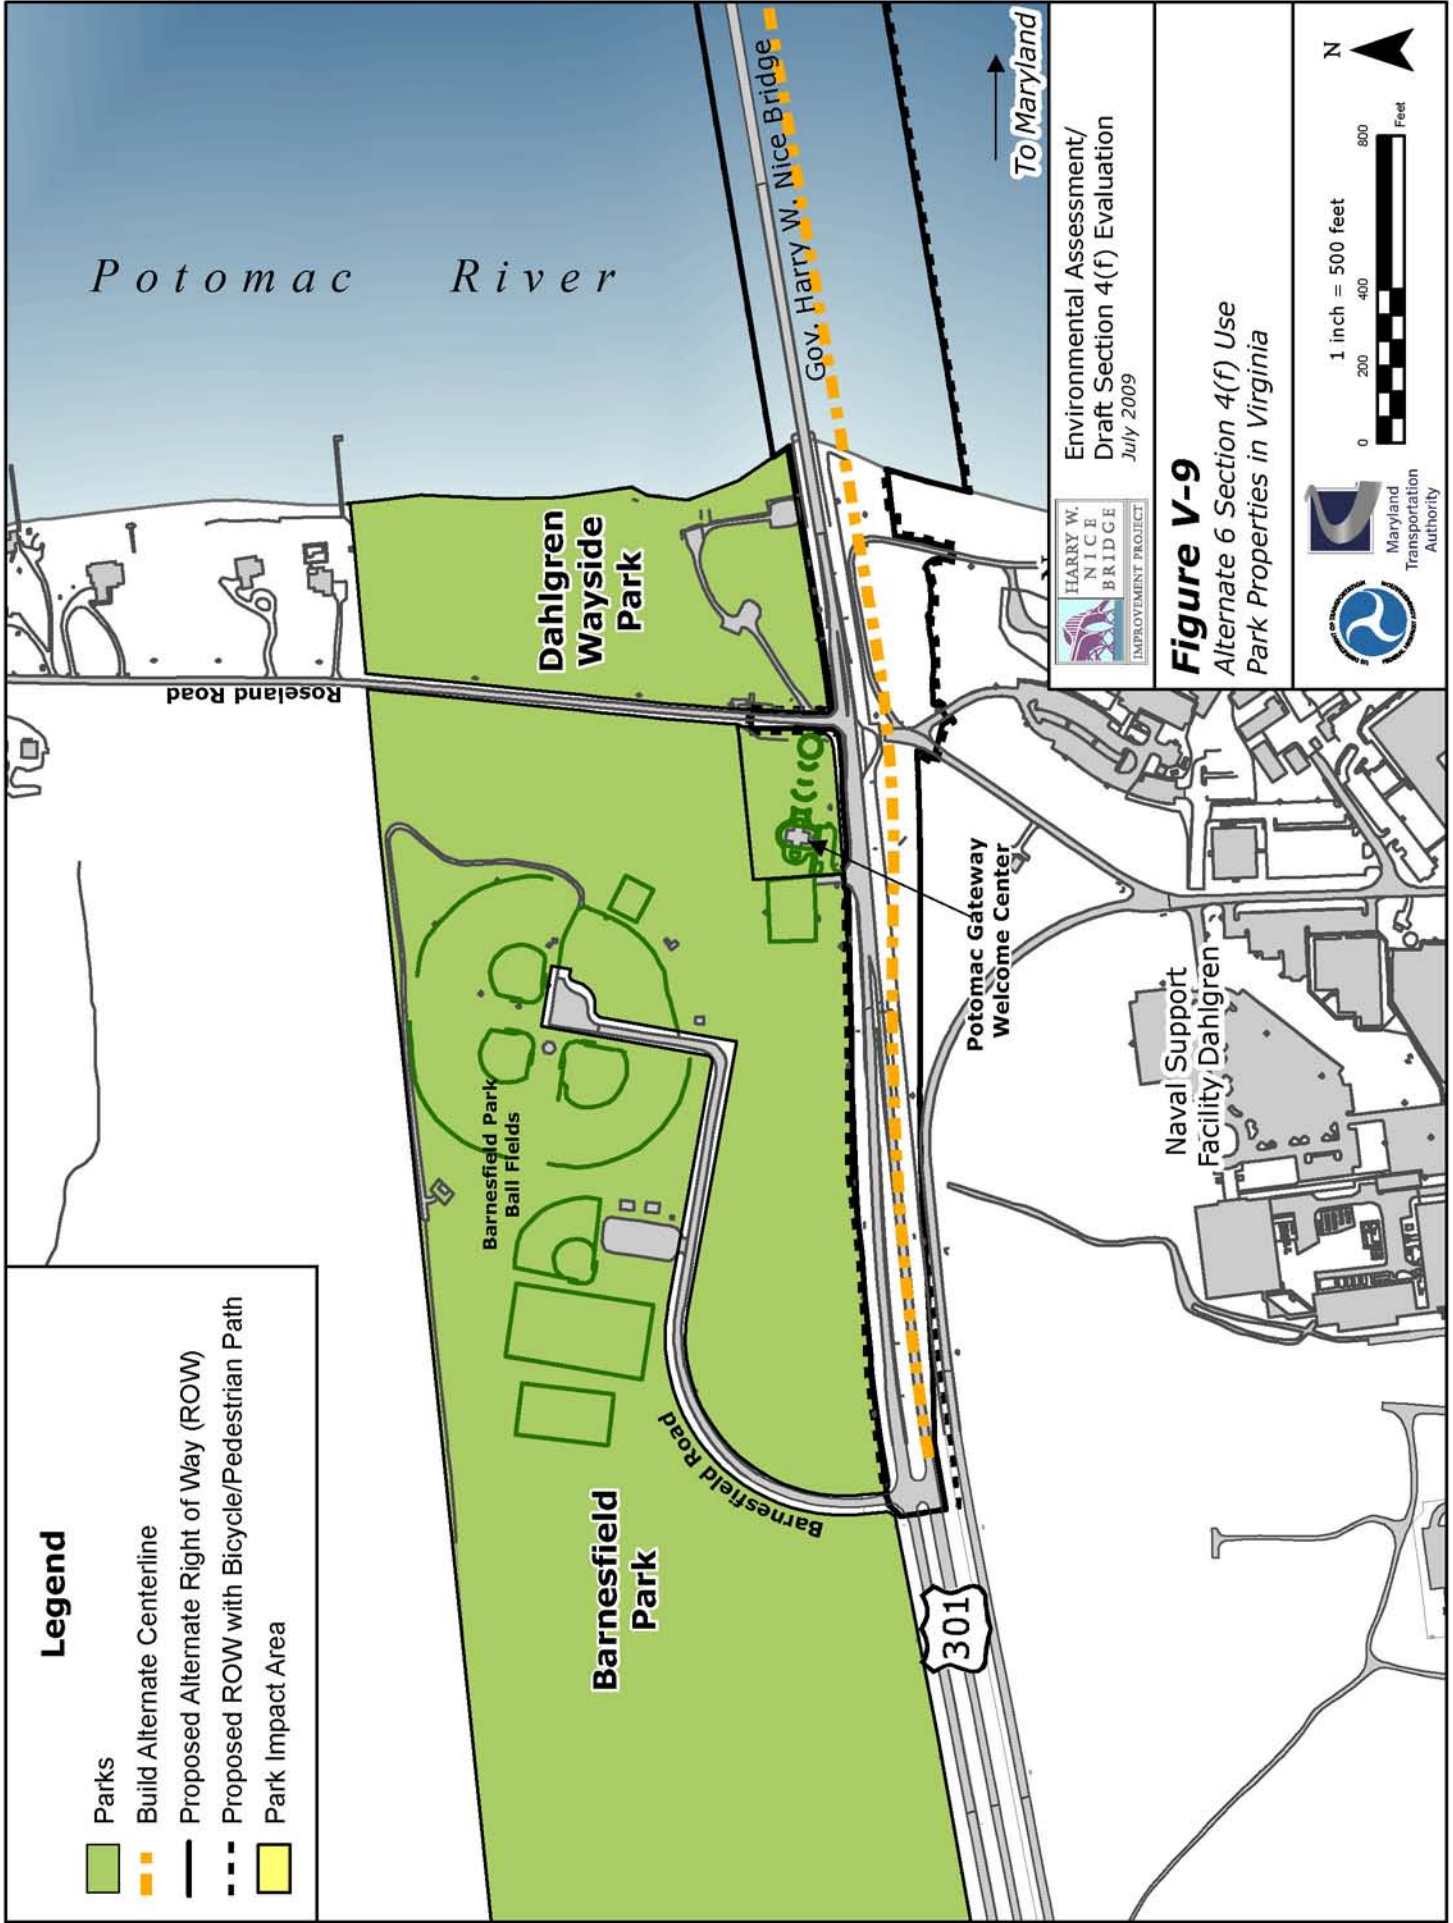 Legend
Parks
Build Alternate Centerline
Proposed Alternate Right of Way (ROW)
Proposed ROW with Bicycle/Pedestrian Path
Park Impact Area
Potomac River
Roseland Road
Dahlgren
Wayside
Park
Gov. Harry W. Nice Bridge
To Maryland
Barnesfield Park
Ball Fields
Barnesfield
Park
Barnesfield Road
301
Potomac Gateway
Welcome Center
Naval Support
Facility Dahlgren
HARRY W.
NICE
BRIDGE
IMPROVEMENT PROJECT
Environmental Assessment/
Draft Section 4(f) Evaluation
July 2009
Figure V-9
Alternate 6 Section 4(f) Use
Park Properties in Virginia
Maryland
Transportation
Authority
1 inch = 500 feet
0 200 400 800
Feet
N